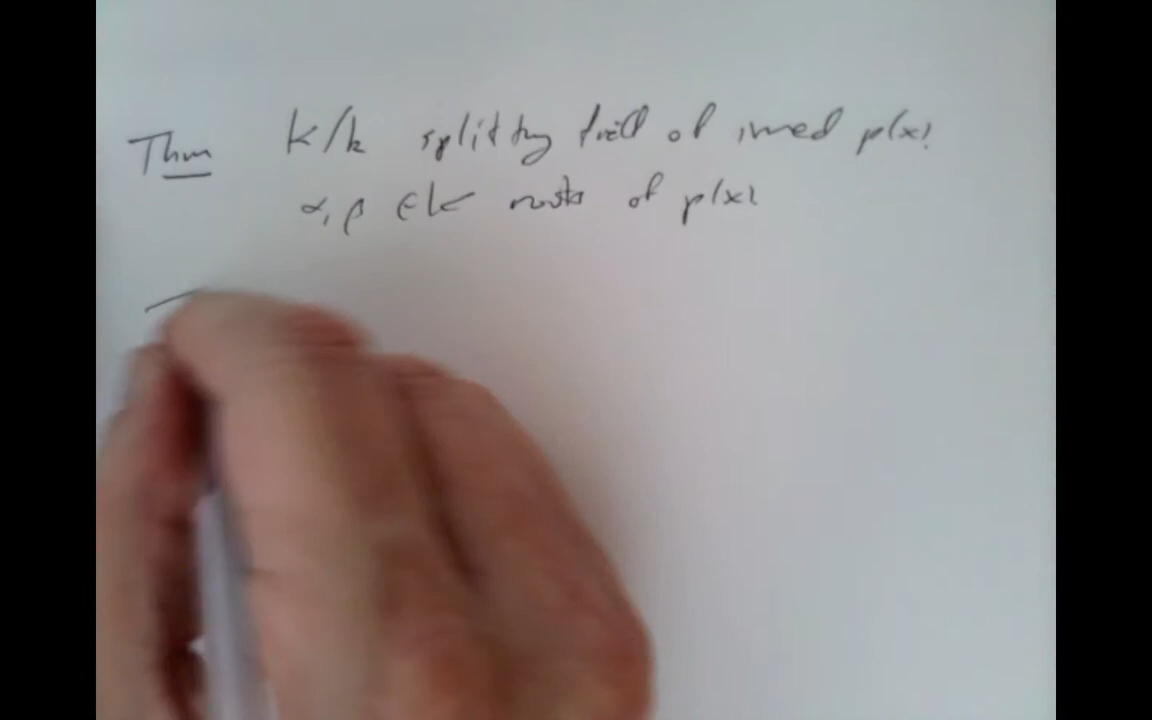 Thm K/k splitting field of irred p(x)
α, β ∈ K roots of p(x)